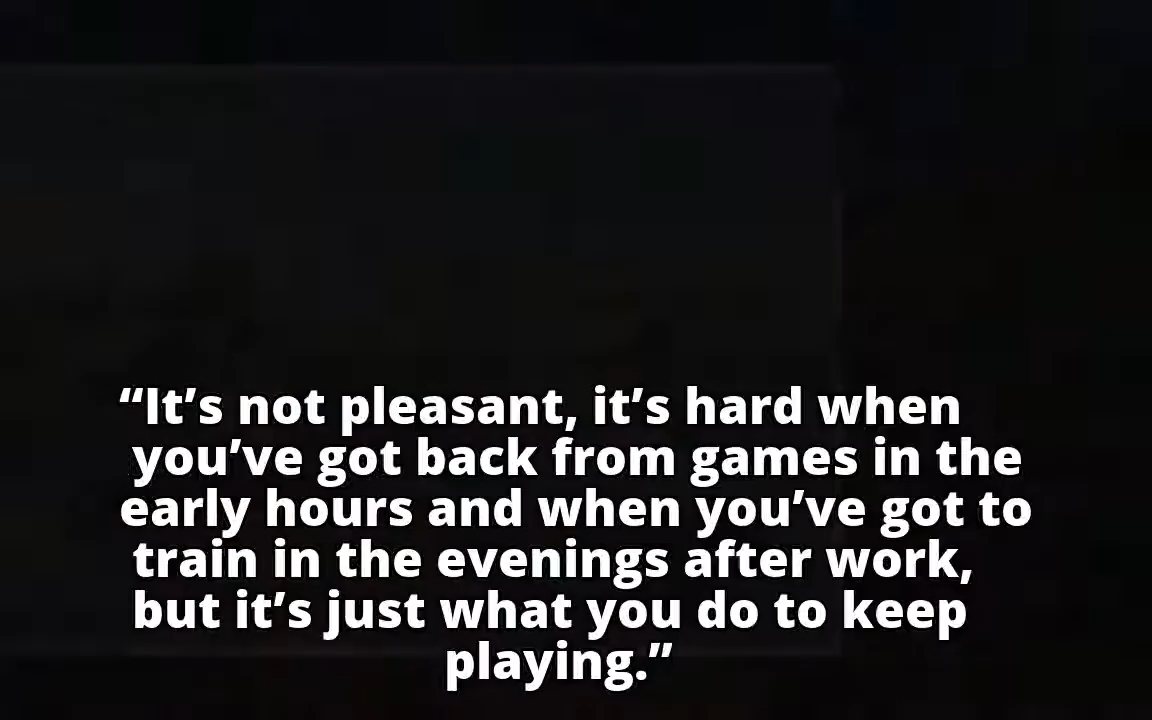 “It’s not pleasant, it’s hard when
you’ve got back from games in the
early hours and when you’ve got to
train in the evenings after work,
but it’s just what you do to keep
playing.”